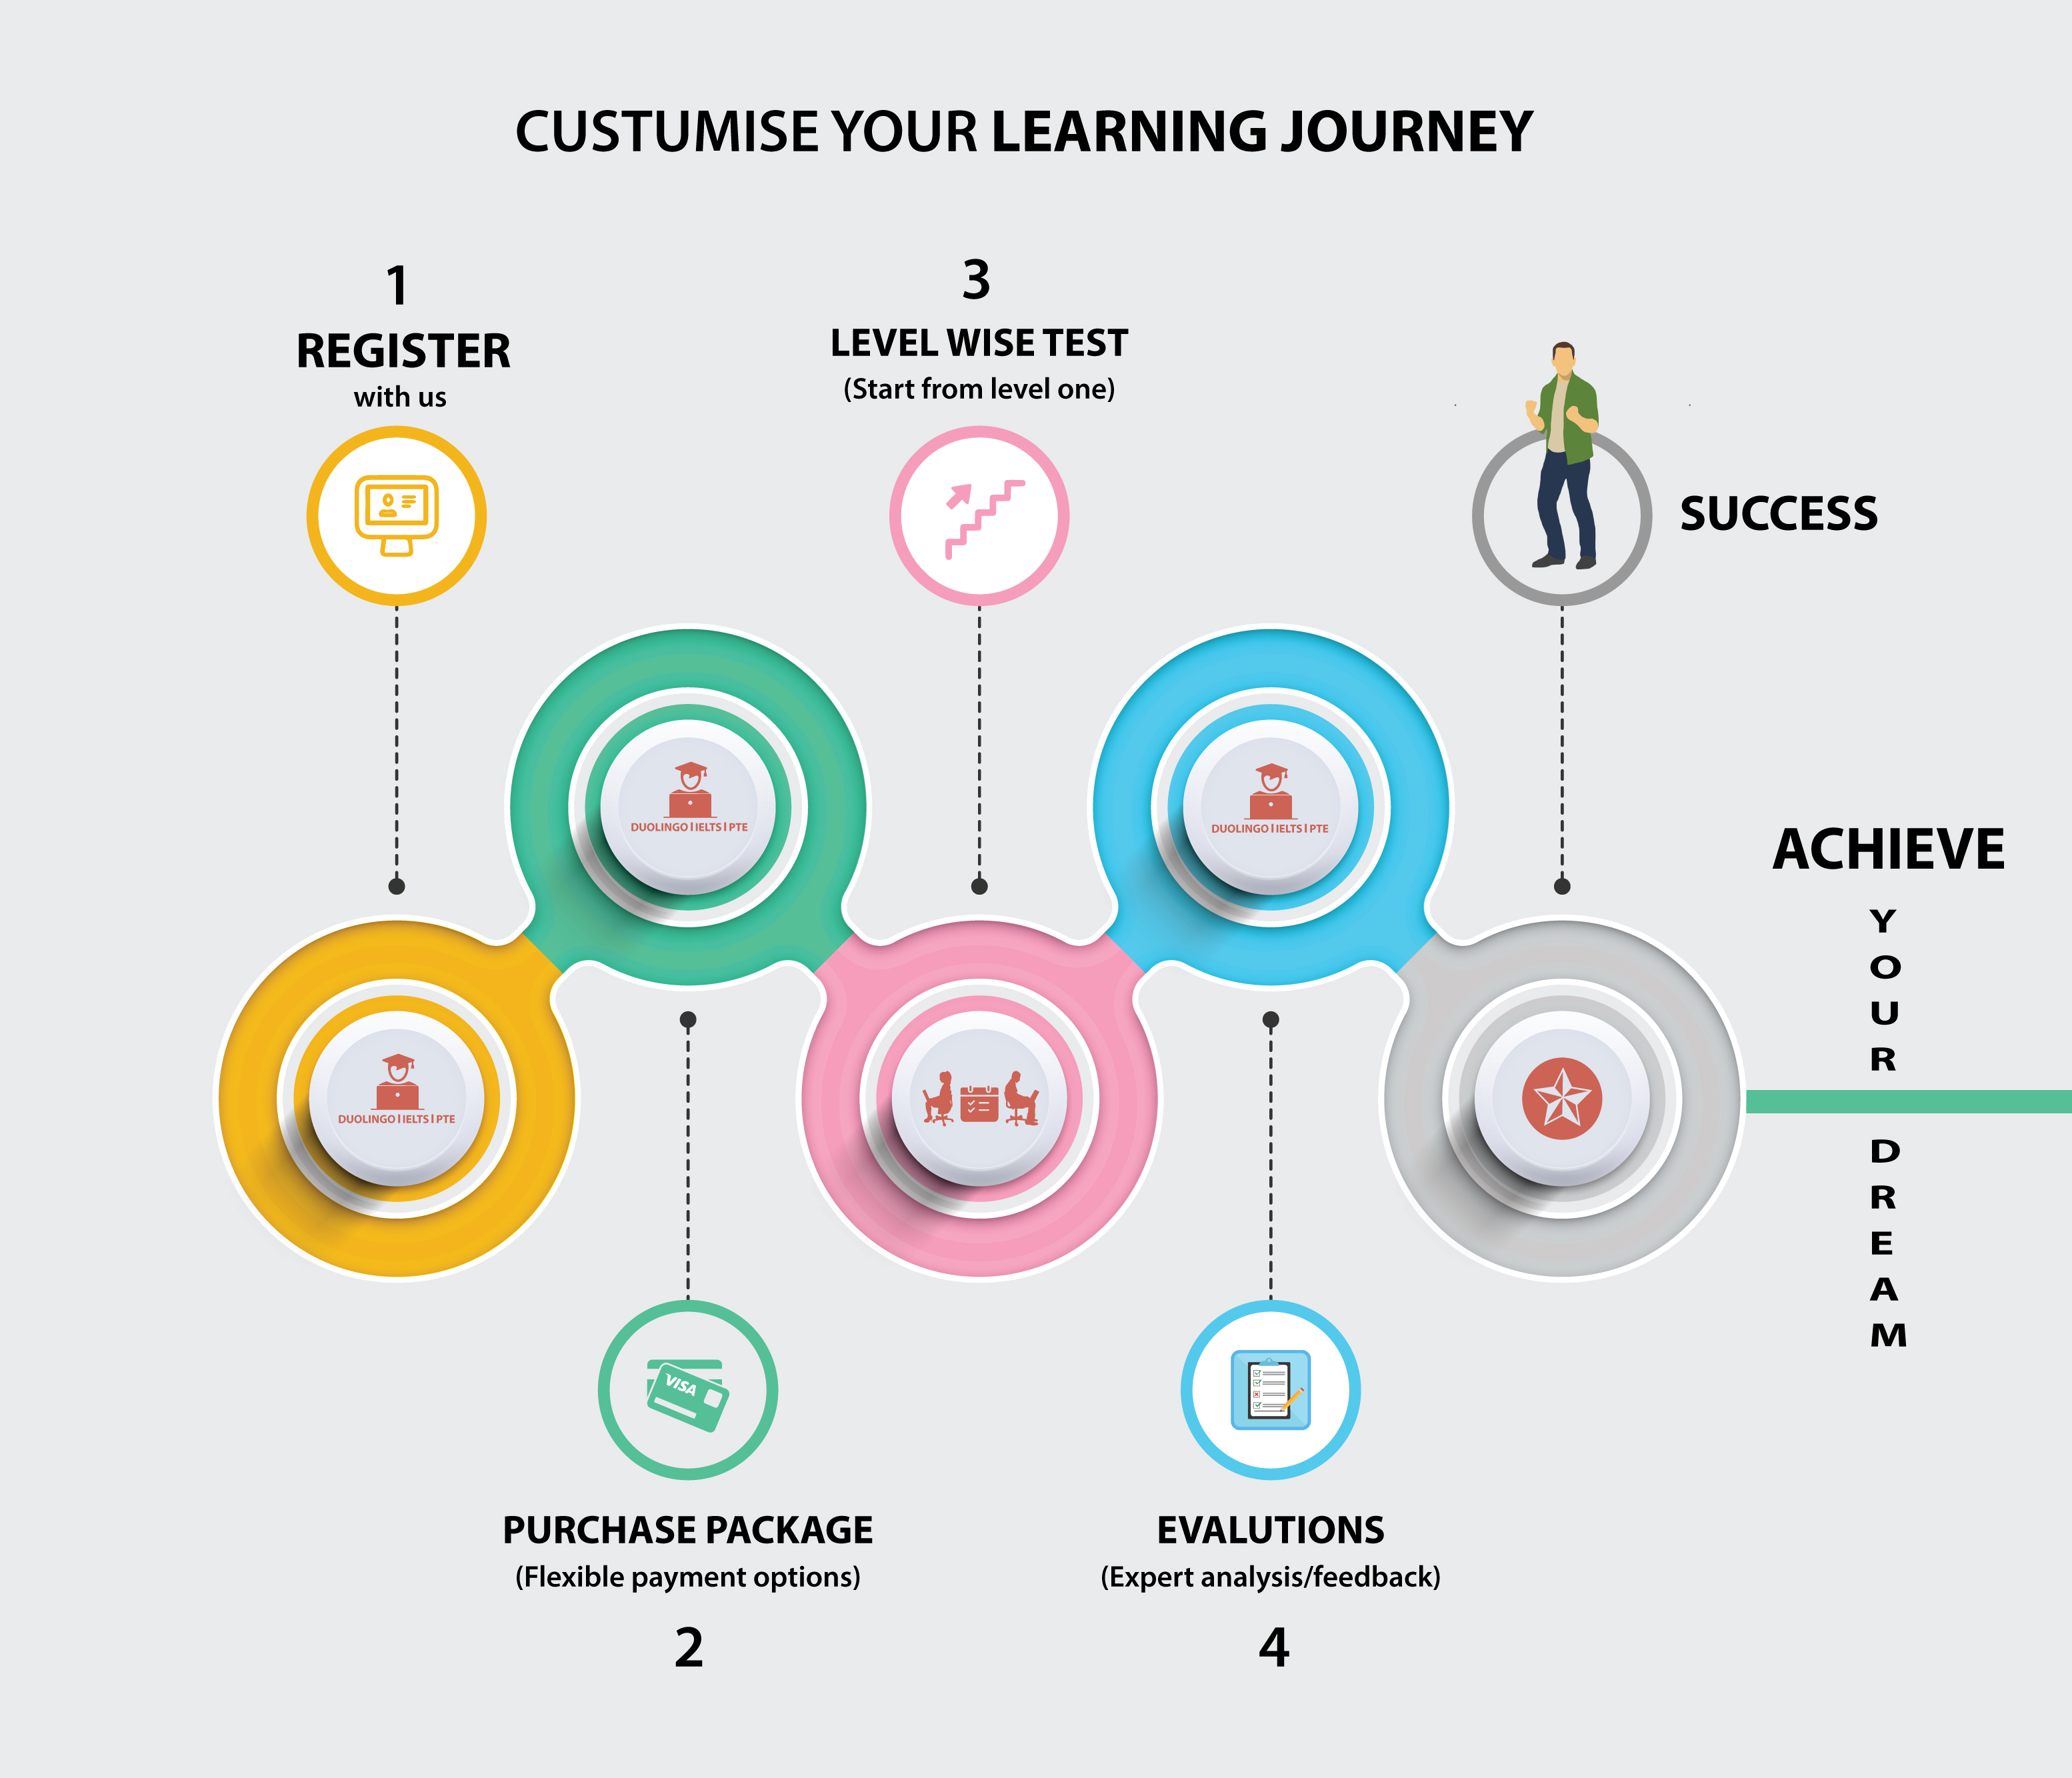 CUSTUMISE YOUR LEARNING JOURNEY
1
REGISTER
with us
3
LEVEL WISE TEST
(Start from level one)
SUCCESS
DUOLINGO | IELTS | PTE
DUOLINGO | IELTS | PTE
DUOLINGO | IELTS | PTE
ACHIEVE
Y
O
U
R
D
R
E
A
M
VISA
PURCHASE PACKAGE
(Flexible payment options)
2
EVALUTIONS
(Expert analysis/feedback)
4